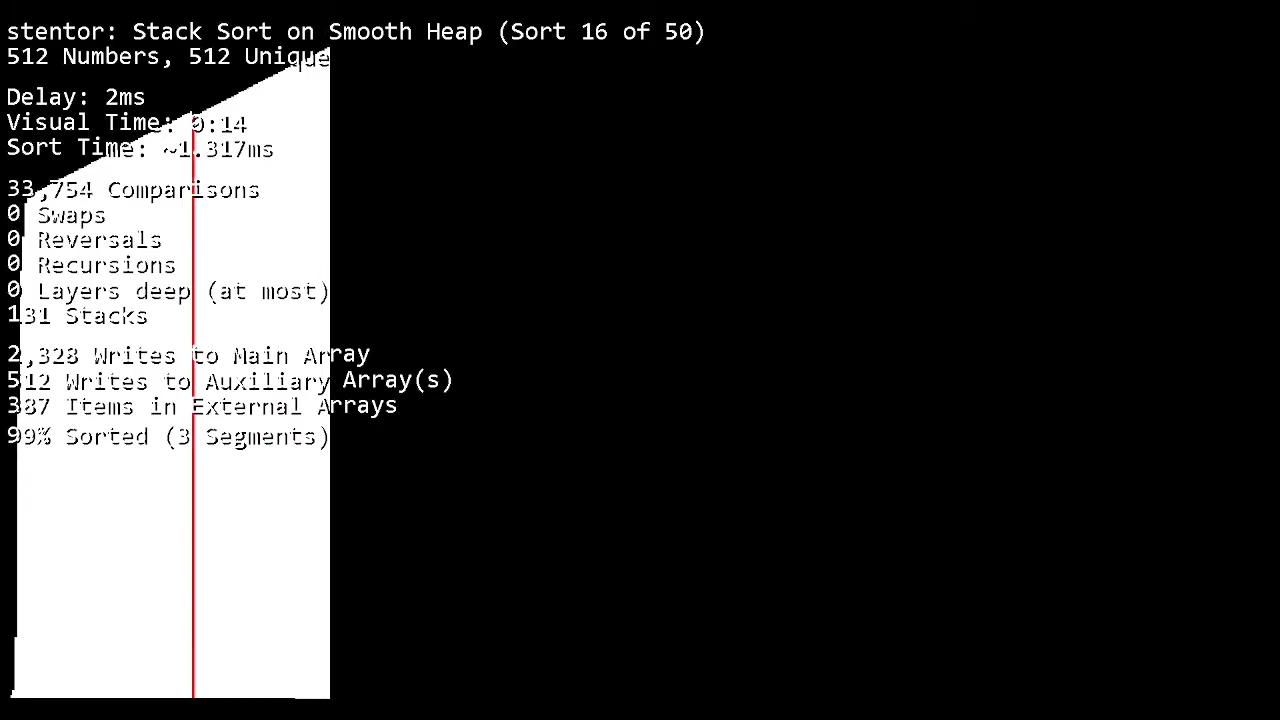 stentor: Stack Sort on Smooth Heap (Sort 16 of 50)
512 Numbers, 512 Unique
Delay: 2ms
Visual Time: 0:14
Sort Time: ~1.317ms
33,754 Comparisons
0 Swaps
0 Reversals
0 Recursions
0 Layers deep (at most)
131 Stacks
2,328 Writes to Main Array
512 Writes to Auxiliary Array(s)
387 Items in External Arrays
99% Sorted (3 Segments)